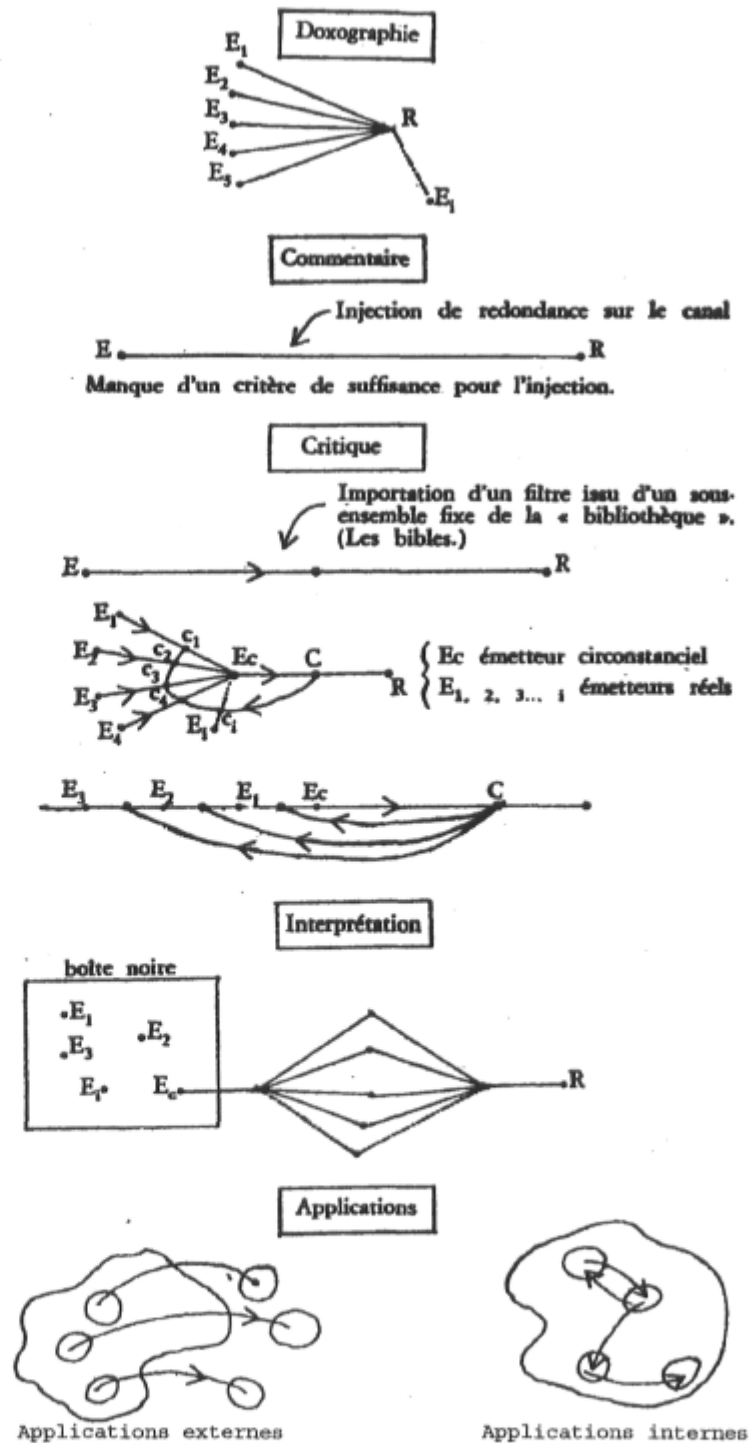 Doxographie
E₁
E₂
E₃
E₄
E₅
R
Eᵢ
Commentaire
Injection de redondance sur le canal
E R
Manque d'un critère de suffisance pour l'injection.
Critique
Importation d'un filtre issu d'un sous-
ensemble fixe de la « bibliothèque ».
(Les bibles.)
E R
E₁
E₂ c₁
c₂ Ec C
c₃
E₃ c₄
E₄ E₁ cᵢ
R
{ Ec émetteur circonstanciel
{ E₁, ₂, ₃... ᵢ émetteurs réels
E₃ E₂ E₁ Ec C
Interprétation
boîte noire
E₁
E₂
E₃
Eᵢ
R
Applications
Applications externes Applications internes